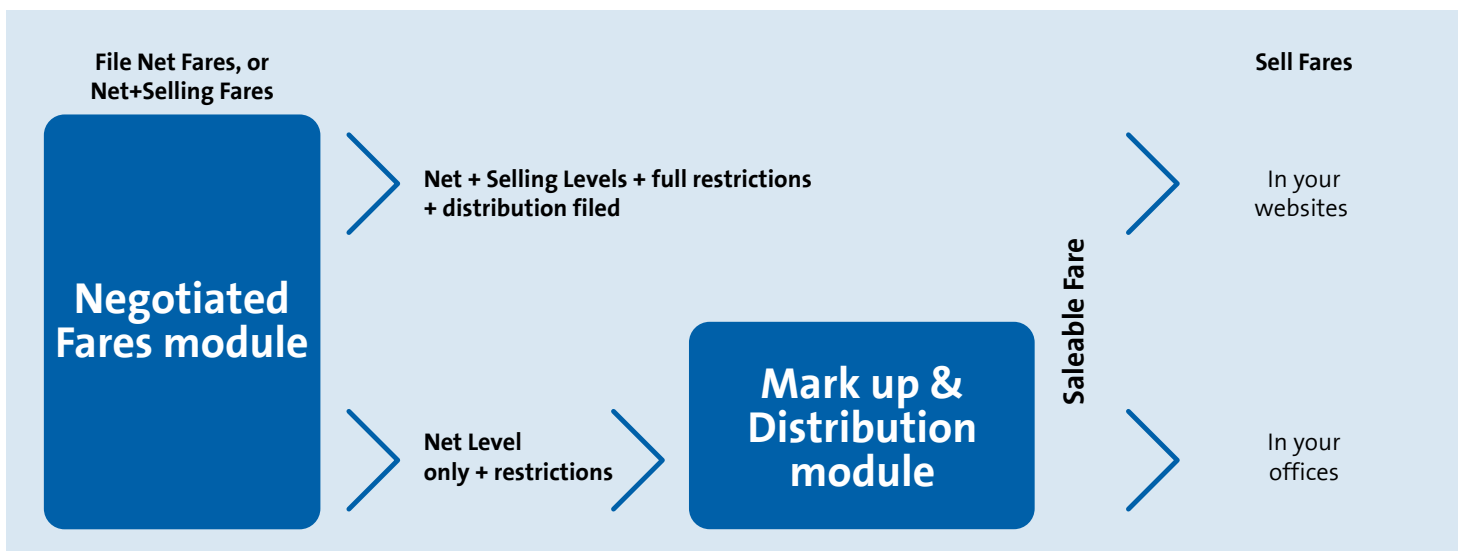 File Net Fares, or
Net+Selling Fares
Sell Fares
Negotiated
Fares module
Net + Selling Levels + full restrictions
+ distribution filed
Net Level
only + restrictions
Mark up &
Distribution
module
Saleable Fare
In your
websites
In your
offices